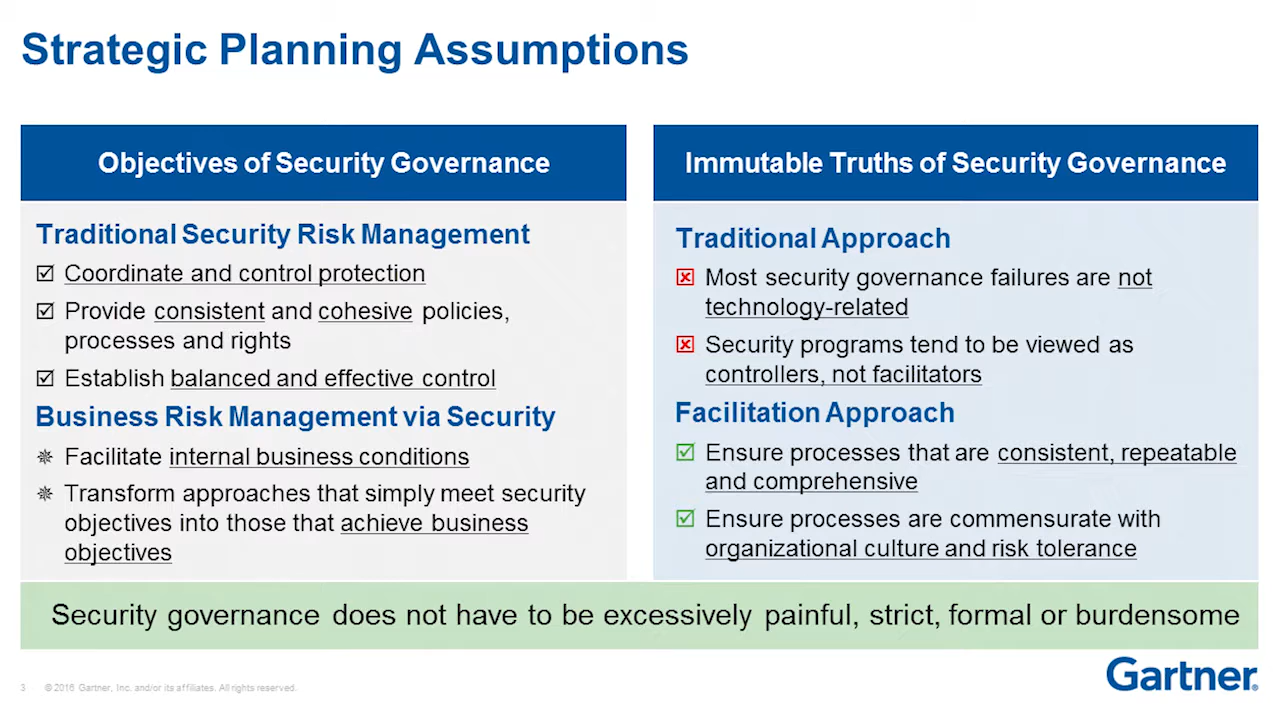 Strategic Planning Assumptions
Objectives of Security Governance
Traditional Security Risk Management
Coordinate and control protection
Provide consistent and cohesive policies,
processes and rights
Establish balanced and effective control
Business Risk Management via Security
Facilitate internal business conditions
Transform approaches that simply meet security
objectives into those that achieve business
objectives
Immutable Truths of Security Governance
Traditional Approach
Most security governance failures are not
technology-related
Security programs tend to be viewed as
controllers, not facilitators
Facilitation Approach
Ensure processes that are consistent, repeatable
and comprehensive
Ensure processes are commensurate with
organizational culture and risk tolerance
Security governance does not have to be excessively painful, strict, formal or burdensome
3 © 2016 Gartner, Inc. and/or its affiliates. All rights reserved.
Gartner®